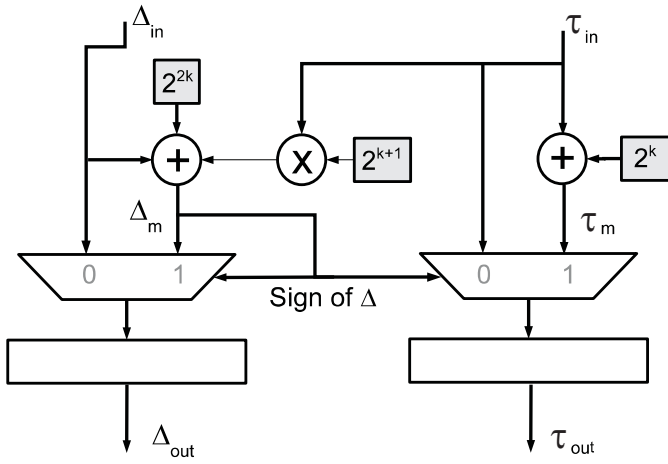 Δin
τin
2^2k
+
X
2^k+1
+
2^k
Δm
τm
0 1
0 1
Sign of Δ
Δout
τout